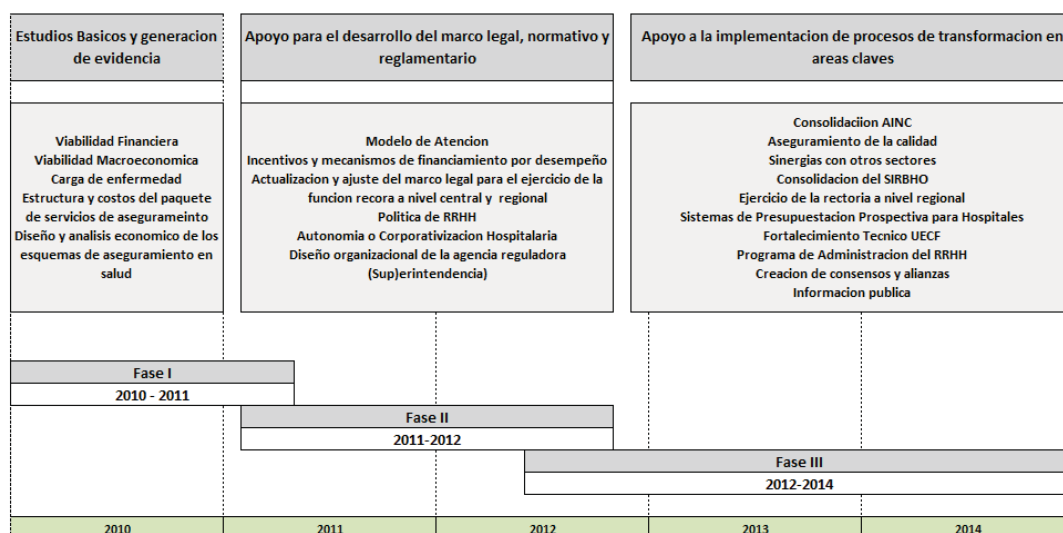 Estudios Basicos y generacion
de evidencia
Apoyo para el desarrollo del marco legal, normativo y
reglamentario
Apoyo a la implementacion de procesos de transformacion en
areas claves
Viabilidad Financiera
Viabilidad Macroeconomica
Carga de enfermedad
Estructura y costos del paquete
de servicios de asegurameinto
Diseño y analisis economico de los
esquemas de aseguramiento en
salud
Modelo de Atencion
Incentivos y mecanismos de financiamiento por desempeño
Actualizacion y ajuste del marco legal para el ejercicio de la
funcion recora a nivel central y regional
Politica de RRHH
Autonomia o Corporativizacion Hospitalaria
Diseño organizacional de la agencia reguladora
(Sup)erintendencia)
Consolidaciion AINC
Aseguramiento de la calidad
Sinergias con otros sectores
Consolidacion del SIRBHO
Ejercicio de la rectoria a nivel regional
Sistemas de Presupuestacion Prospectiva para Hospitales
Fortalecimiento Tecnico UECF
Programa de Administracion del RRHH
Creacion de consensos y alianzas
Informacion publica
Fase I
2010 - 2011
Fase II
2011-2012
Fase III
2012-2014
2010
2011
2012
2013
2014